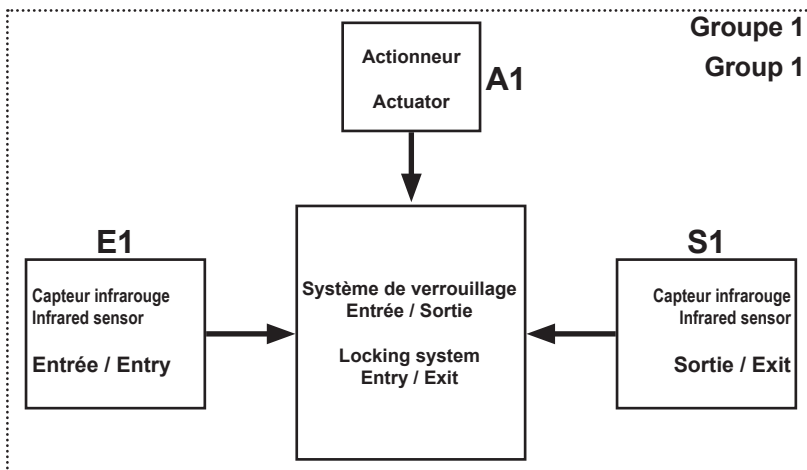 Groupe 1
Group 1
Actionneur
Actuator
A1
E1
Capteur infrarouge
Infrared sensor
Entrée / Entry
Système de verrouillage
Entrée / Sortie
Locking system
Entry / Exit
S1
Capteur infrarouge
Infrared sensor
Sortie / Exit